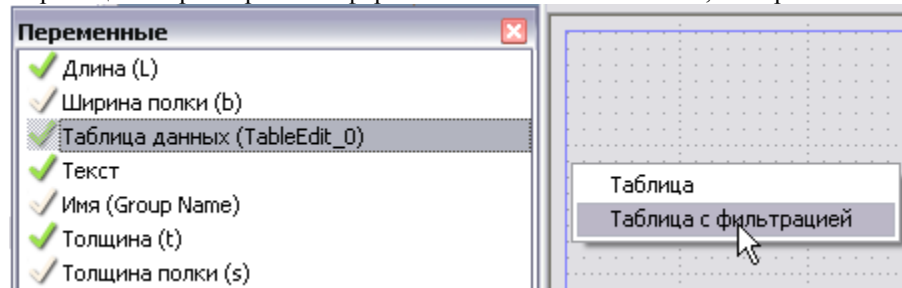 Переменные
Длина (L)
Ширина полки (b)
Таблица данных (TableEdit_0)
Текст
Имя (Group Name)
Толщина (t)
Толщина полки (s)
Таблица
Таблица с фильтрацией